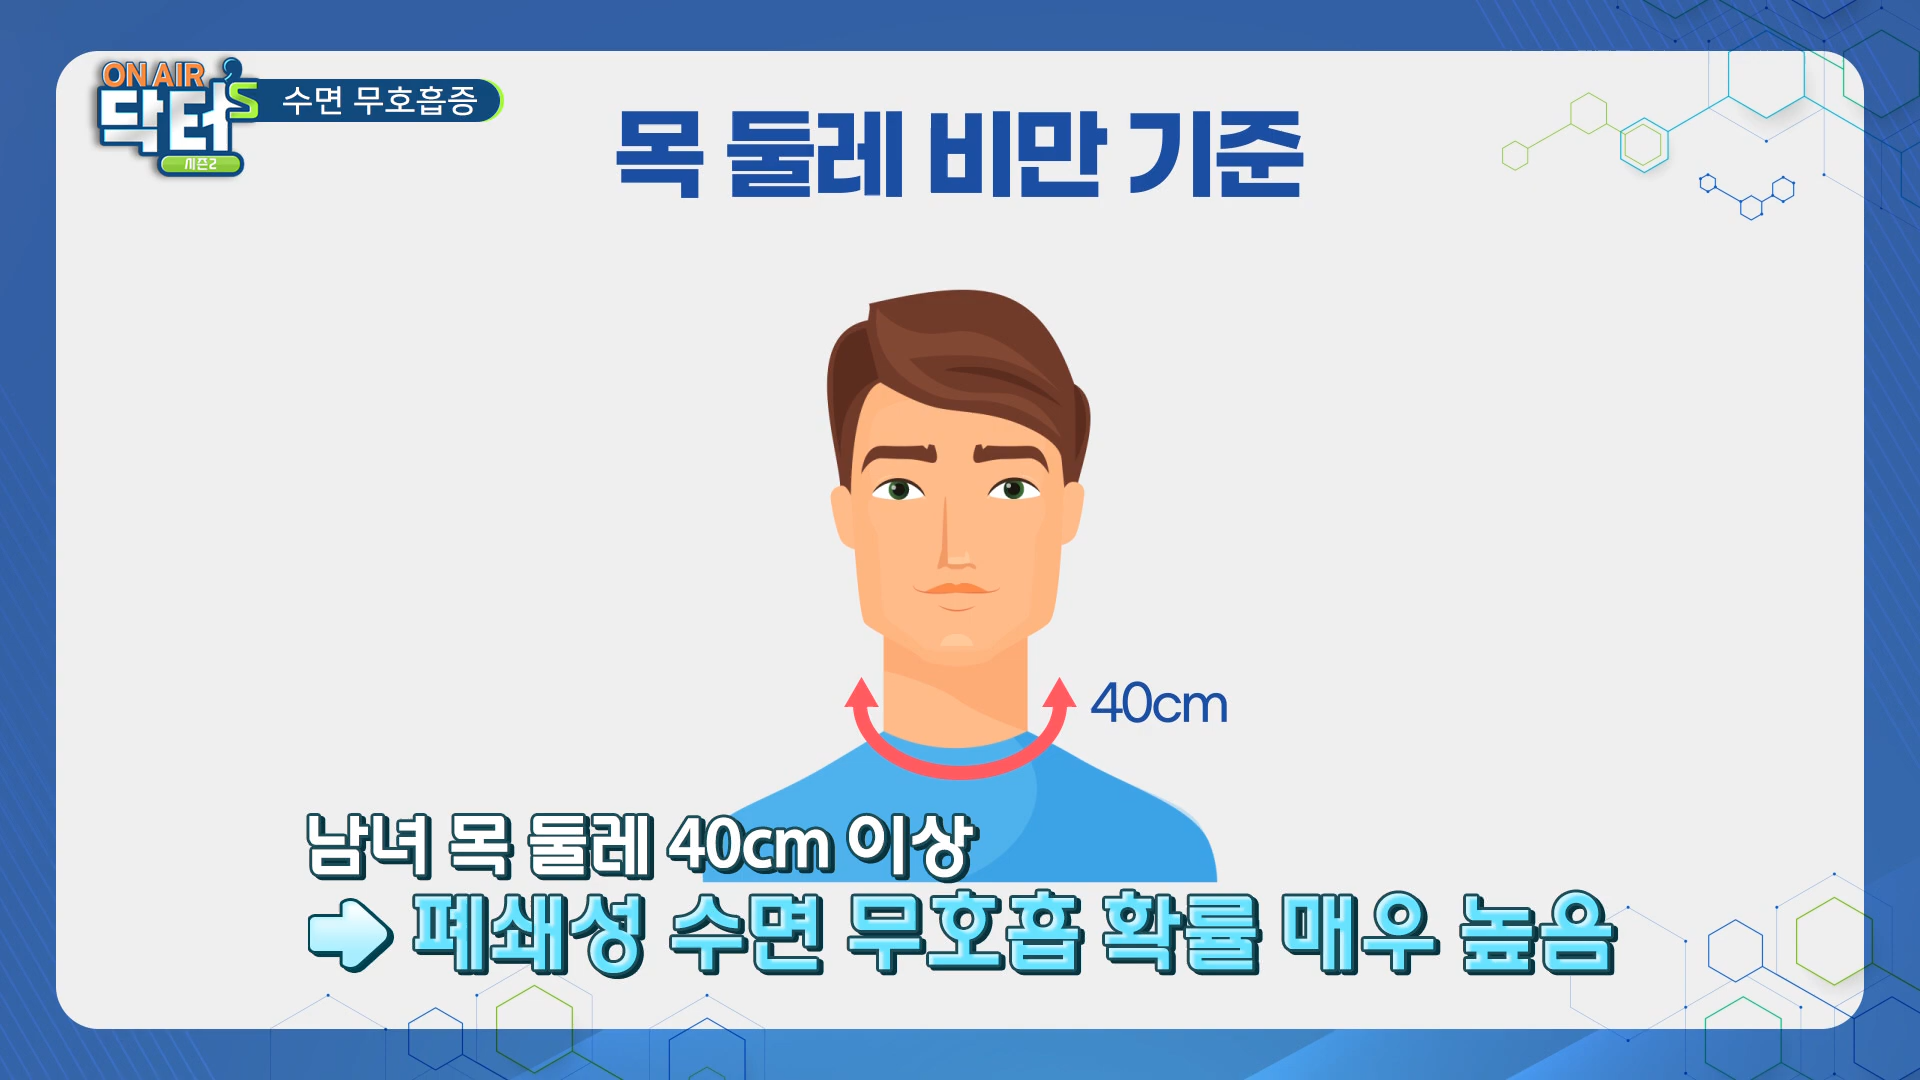 ON AIR
닥터'S
시즌2
수면 무호흡증
목 둘레 비만 기준
40cm
남녀 목 둘레 40cm 이상
폐쇄성 수면 무호흡 확률 매우 높음